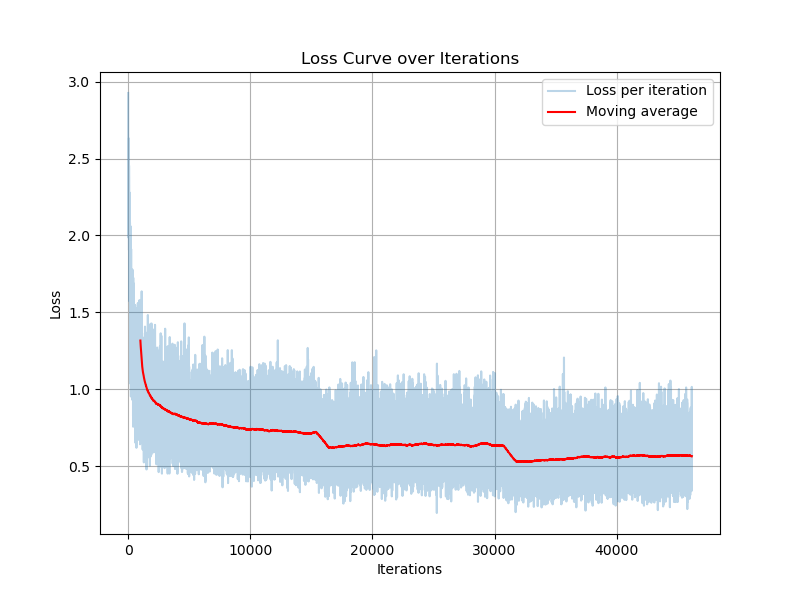 Loss Curve over Iterations
Loss per iteration
Moving average
3.0
2.5
2.0
1.5
1.0
0.5
Loss
0
10000
20000
30000
40000
Iterations